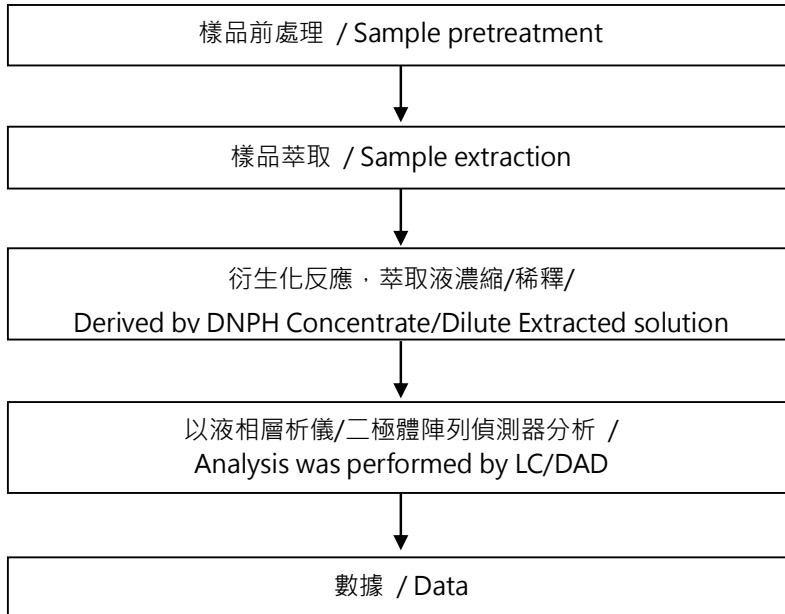 樣品前處理 / Sample pretreatment
樣品萃取 / Sample extraction
衍生化反應，萃取液濃縮/稀釋/
Derived by DNPH Concentrate/Dilute Extracted solution
以液相層析儀/二極體陣列偵測器分析 /
Analysis was performed by LC/DAD
數據 / Data